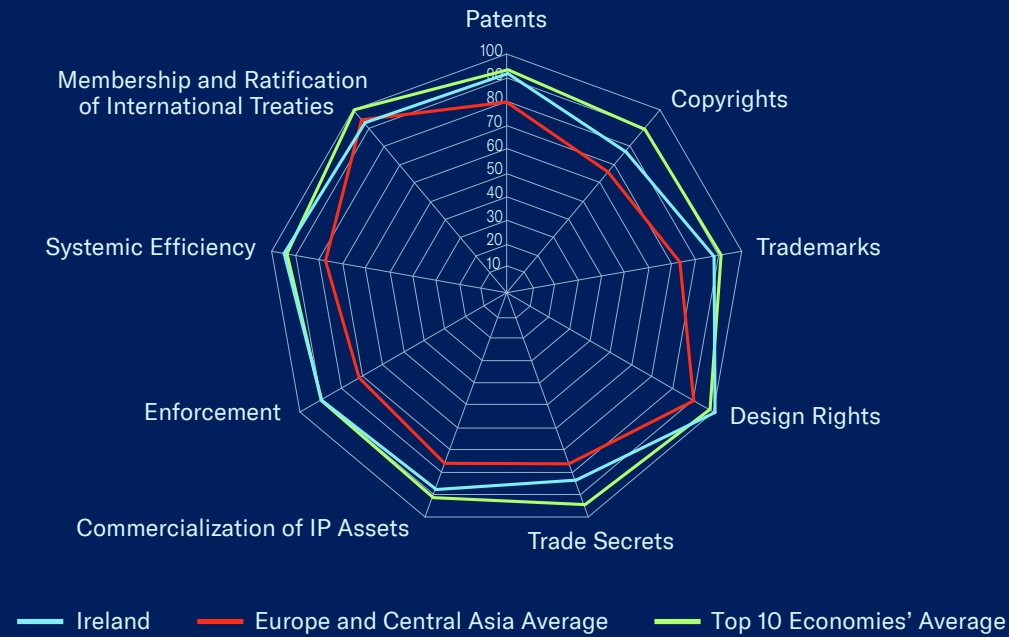 Patents
Membership and Ratification
of International Treaties
Copyrights
100
90
80
70
60
50
40
30
20
10
Systemic Efficiency
Trademarks
Enforcement
Design Rights
Commercialization of IP Assets
Trade Secrets
Ireland
Europe and Central Asia Average
Top 10 Economies’ Average